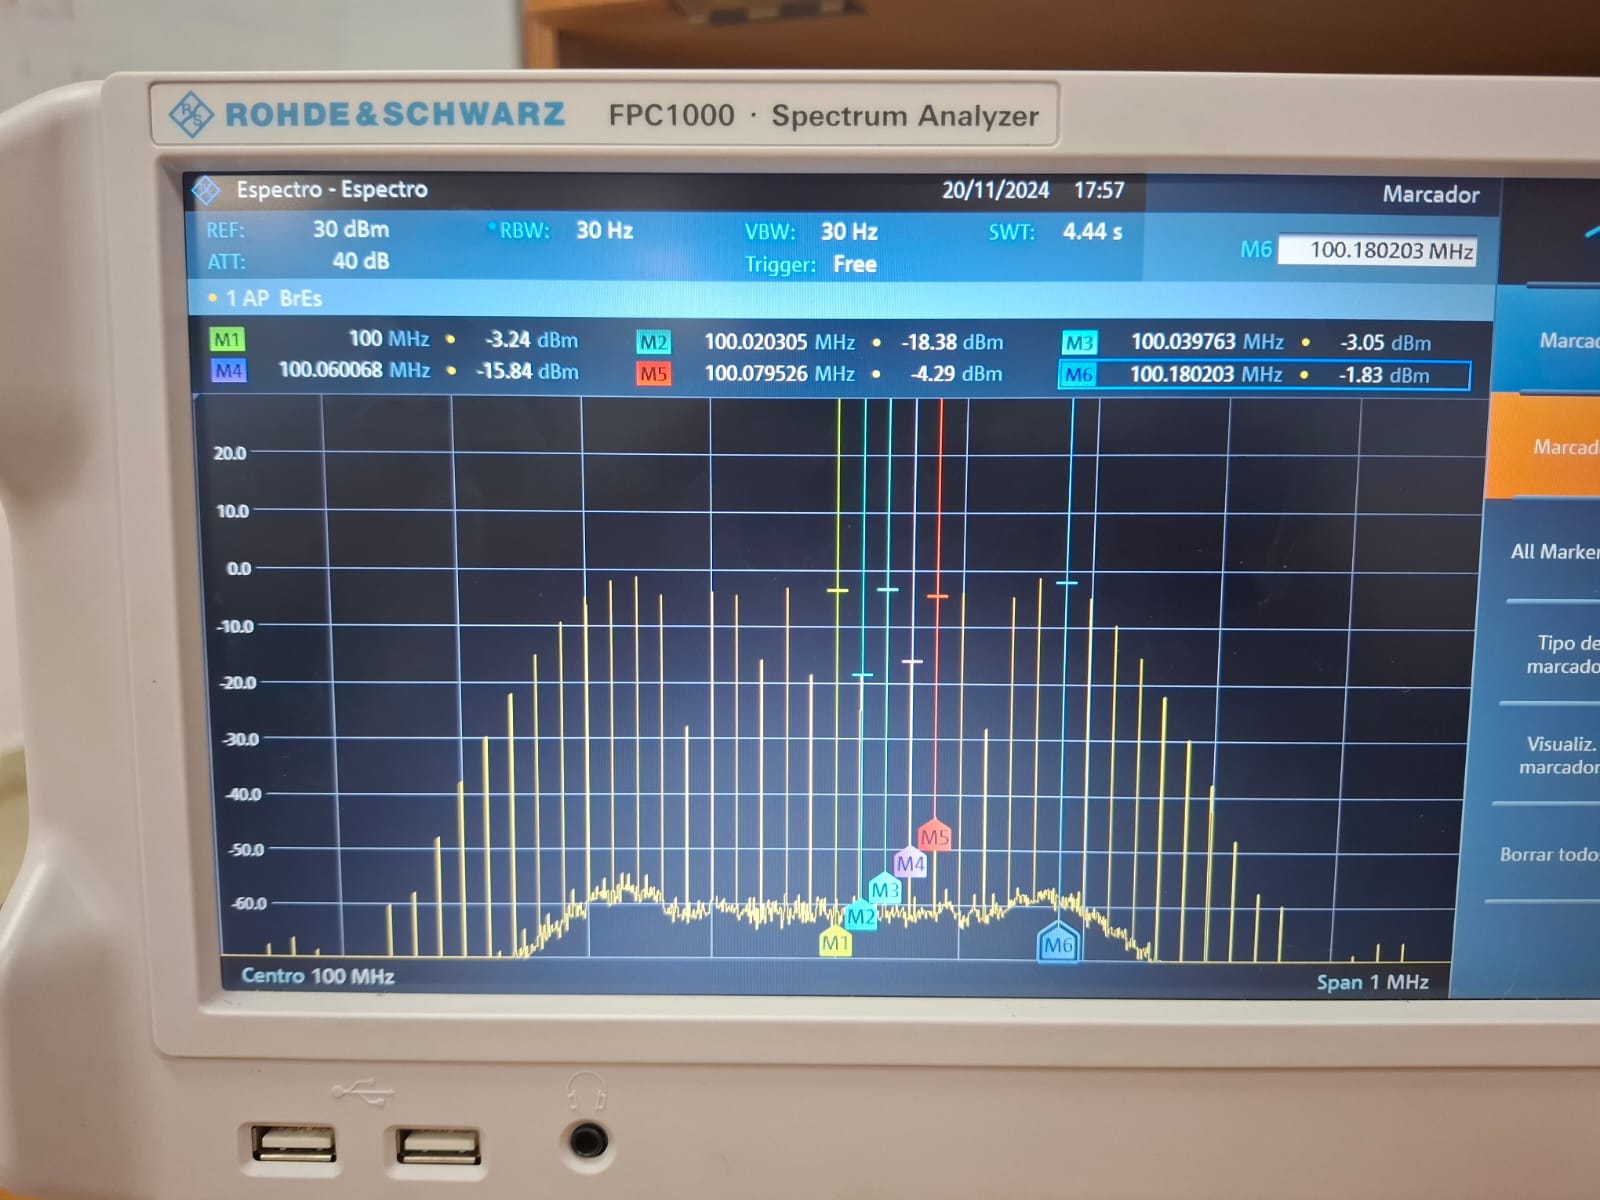 ROHDE&SCHWARZ FPC1000 · Spectrum Analyzer
Espectro - Espectro 20/11/2024 17:57 Marcador
REF: 30 dBm RBW: 30 Hz VBW: 30 Hz SWT: 4.44 s
M6 100.180203 MHz
ATT: 40 dB Trigger: Free
1 AP BrEs
M1 100 MHz -3.24 dBm M2 100.020305 MHz -18.38 dBm M3 100.039763 MHz -3.05 dBm
M4 100.060068 MHz -15.84 dBm M5 100.079526 MHz -4.29 dBm M6 100.180203 MHz -1.83 dBm
Marcad
20.0
Marcad
10.0
All Marker
0.0
-10.0
Tipo de
marcado
-20.0
-30.0
Visualiz.
marcador
-40.0
-50.0
Borrar todos
-60.0
M5
M4
M3
M2
M1
M6
Centro 100 MHz Span 1 MHz